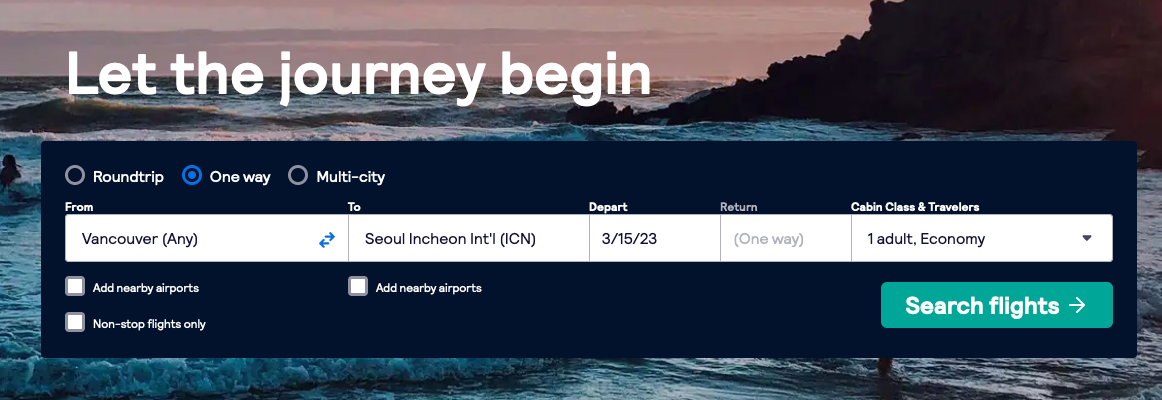 Let the journey begin
Roundtrip One way Multi-city
From To Depart Return Cabin Class & Travelers
Vancouver (Any) Seoul Incheon Int'l (ICN) 3/15/23 (One way) 1 adult, Economy
Add nearby airports Add nearby airports
Non-stop flights only
Search flights